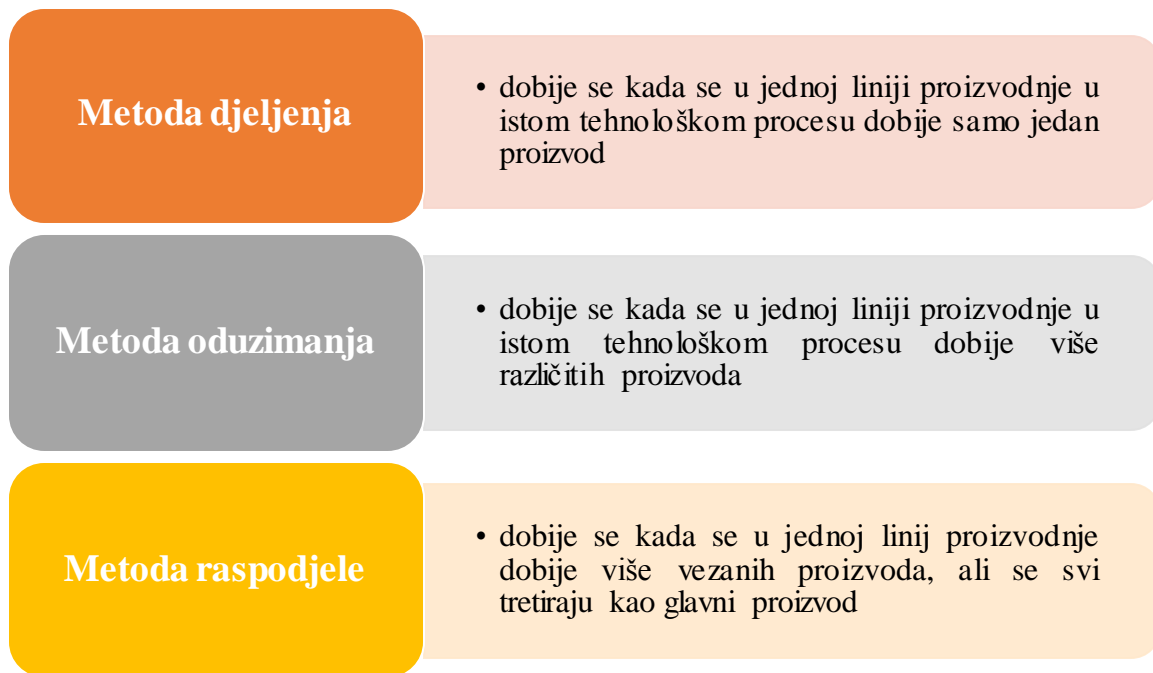 Metoda djeljenja
• dobije se kada se u jednoj liniji proizvodnje u
istom tehnološkom procesu dobije samo jedan
proizvod
Metoda oduzimanja
• dobije se kada se u jednoj liniji proizvodnje u
istom tehnološkom procesu dobije više
različitih proizvoda
Metoda raspodjele
• dobije se kada se u jednoj linij proizvodnje
dobije više vezanih proizvoda, ali se svi
tretiraju kao glavni proizvod